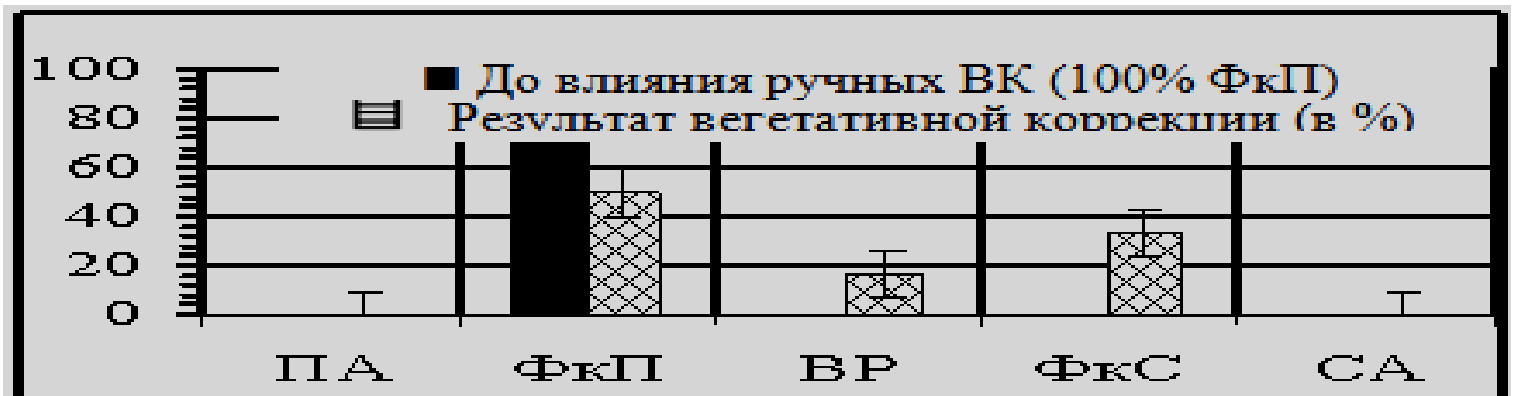 100
До влияния ручных ВК (100% ФкП)
80
Результат вегетативной коррекции (в %)
60
40
20
0
ПА ФкП ВР ФкС СА